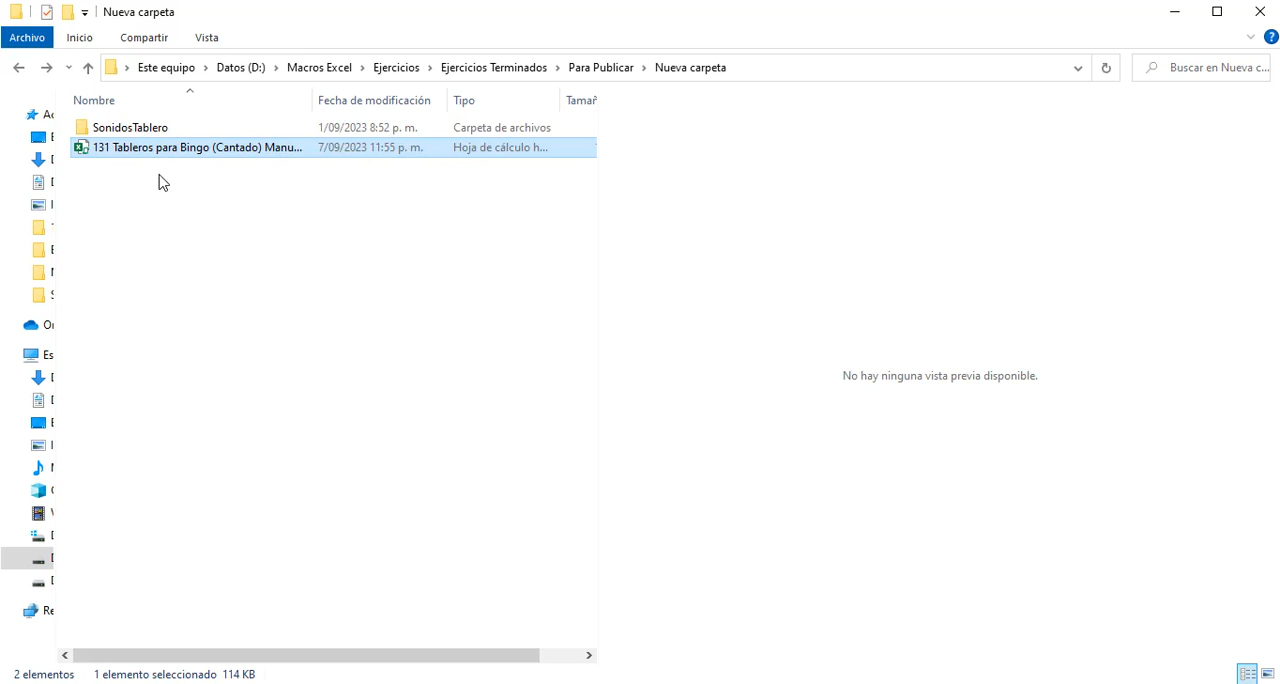 Nueva carpeta
Archivo Inicio Compartir Vista
Este equipo Datos (D:) Macros Excel Ejercicios Ejercicios Terminados Para Publicar Nueva carpeta
Buscar en Nueva c...
Nombre Fecha de modificación Tipo Tamañ
SonidosTablero 1/09/2023 8:52 p. m. Carpeta de archivos
131 Tableros para Bingo (Cantado) Manu... 7/09/2023 11:55 p. m. Hoja de cálculo h...
No hay ninguna vista previa disponible.
2 elementos 1 elemento seleccionado 114 KB